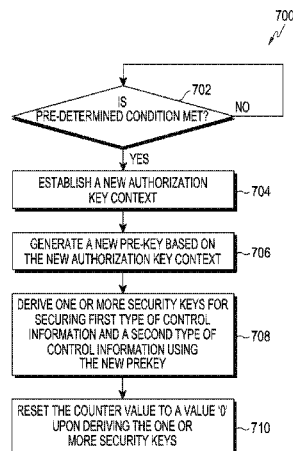 700
IS
PRE-DETERMINED CONDITION MET?
702
NO
YES
ESTABLISH A NEW AUTHORIZATION
KEY CONTEXT
704
GENERATE A NEW PRE-KEY BASED ON
THE NEW AUTHORIZATION KEY CONTEXT
706
DERIVE ONE OR MORE SECURITY KEYS FOR
SECURING FIRST TYPE OF CONTROL
INFORMATION AND A SECOND TYPE OF
CONTROL INFORMATION USING
THE NEW PREKEY
708
RESET THE COUNTER VALUE TO A VALUE '0'
UPON DERIVING THE ONE OR
MORE SECURITY KEYS
710